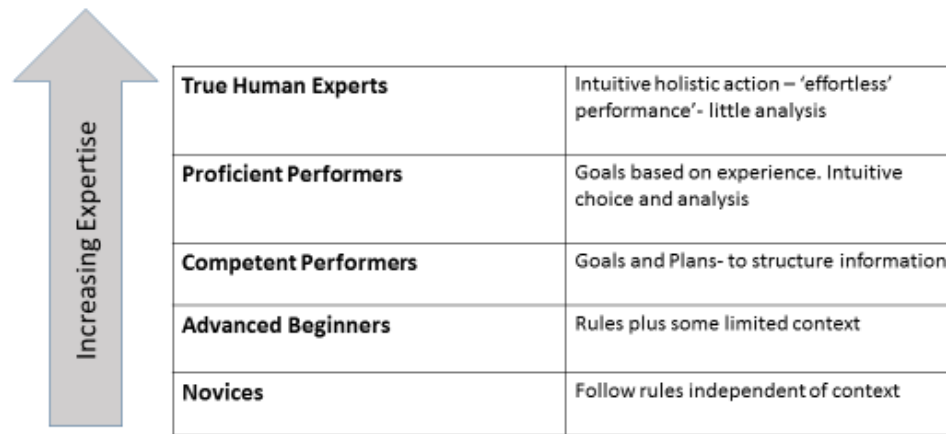 Increasing Expertise
True Human Experts
Intuitive holistic action – ‘effortless’
performance’- little analysis
Proficient Performers
Goals based on experience. Intuitive
choice and analysis
Competent Performers
Goals and Plans- to structure information
Advanced Beginners
Rules plus some limited context
Novices
Follow rules independent of context